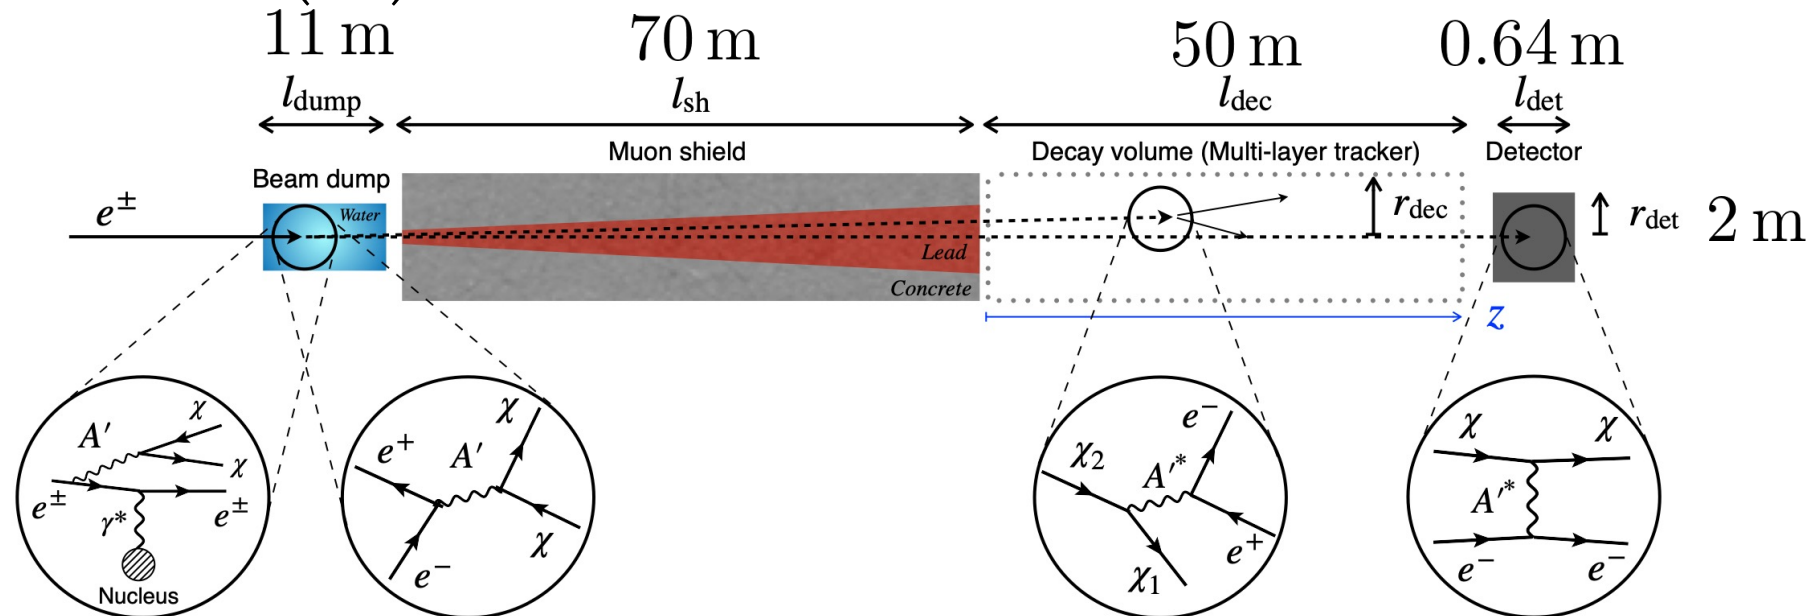 11 m 70 m 50 m 0.64 m
l_dump l_sh l_dec l_det
Muon shield Decay volume (Multi-layer tracker) Detector
Beam dump
e^± Water
r_dec r_det 2 m
Lead
Concrete
z
A′ χ χ e^± γ* e^± Nucleus
e^+ A′ χ χ e^−
χ_2 A′* e^− e^+ χ_1
χ χ A′* e^− e^−